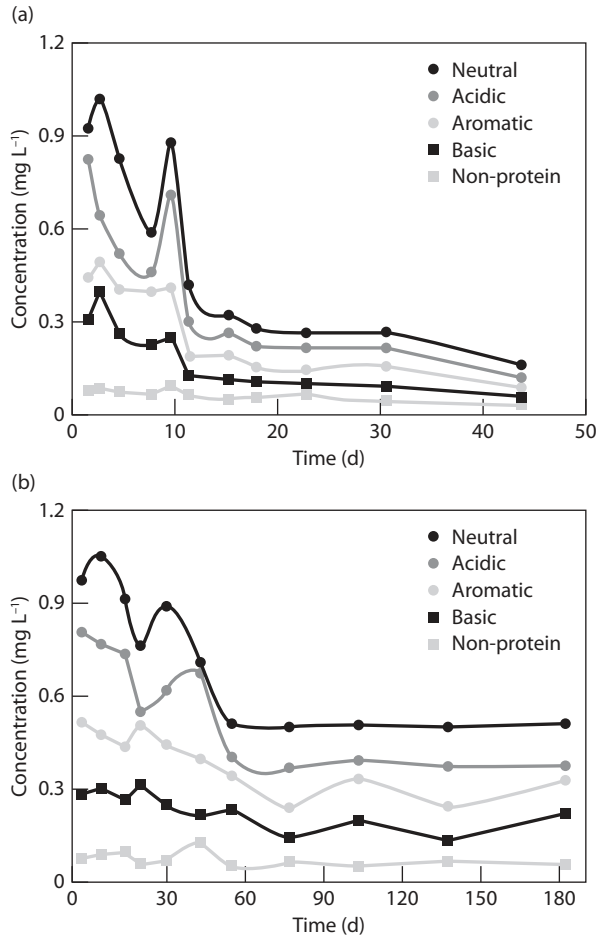 (a)
1.2
0.9
0.6
0.3
0
Concentration (mg L⁻¹)
Neutral
Acidic
Aromatic
Basic
Non-protein
0 10 20 30 40 50
Time (d)
(b)
1.2
0.9
0.6
0.3
0
Concentration (mg L⁻¹)
Neutral
Acidic
Aromatic
Basic
Non-protein
0 30 60 90 120 150 180
Time (d)